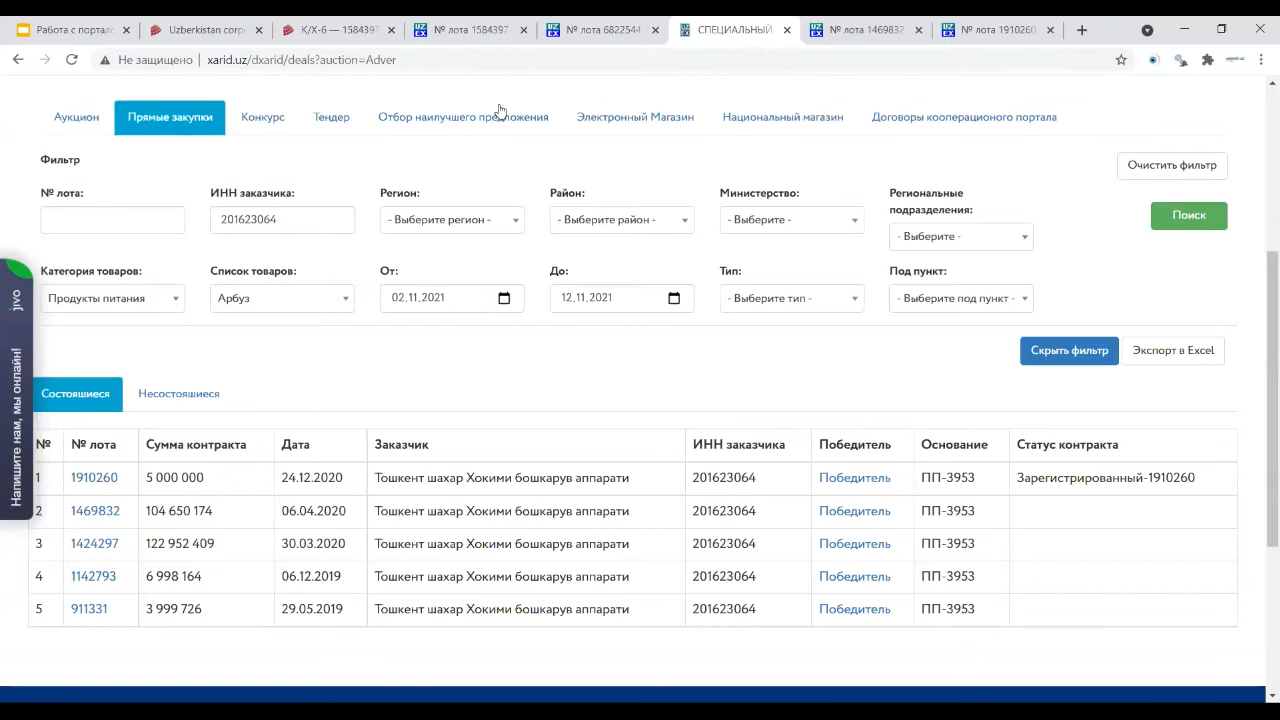 Работа с портал
Uzbekistan corp
К/Х-6 — 1584397
№ лота 1584397
№ лота 6822544
СПЕЦИАЛЬНЫЙ
№ лота 1469832
№ лота 1910260
Не защищено | xarid.uz/dxarid/deals?auction=Adver
Аукцион Прямые закупки Конкурс Тендер Отбор наилучшего предложения Электронный Магазин Национальный магазин Договоры кооперационого портала
Фильтр Очистить фильтр
№ лота: ИНН заказчика: Регион: Район: Министерство: Региональные подразделения:
201623064 - Выберите регион - - Выберите район - - Выберите - - Выберите - Поиск
Категория товаров: Список товаров: От: До: Тип: Под пункт:
Продукты питания Арбуз 02.11.2021 12.11.2021 - Выберите тип - - Выберите под пункт -
Скрыть фильтр Экспорт в Excel
jivo
Напишите нам, мы онлайн!
Состоявшиеся Несостоявшиеся
№ № лота Сумма контракта Дата Заказчик ИНН заказчика Победитель Основание Статус контракта
1 1910260 5 000 000 24.12.2020 Тошкент шахар Хокими бошкарув аппарати 201623064 Победитель ПП-3953 Зарегистрированный-1910260
2 1469832 104 650 174 06.04.2020 Тошкент шахар Хокими бошкарув аппарати 201623064 Победитель ПП-3953
3 1424297 122 952 409 30.03.2020 Тошкент шахар Хокими бошкарув аппарати 201623064 Победитель ПП-3953
4 1142793 6 998 164 06.12.2019 Тошкент шахар Хокими бошкарув аппарати 201623064 Победитель ПП-3953
5 911331 3 999 726 29.05.2019 Тошкент шахар Хокими бошкарув аппарати 201623064 Победитель ПП-3953